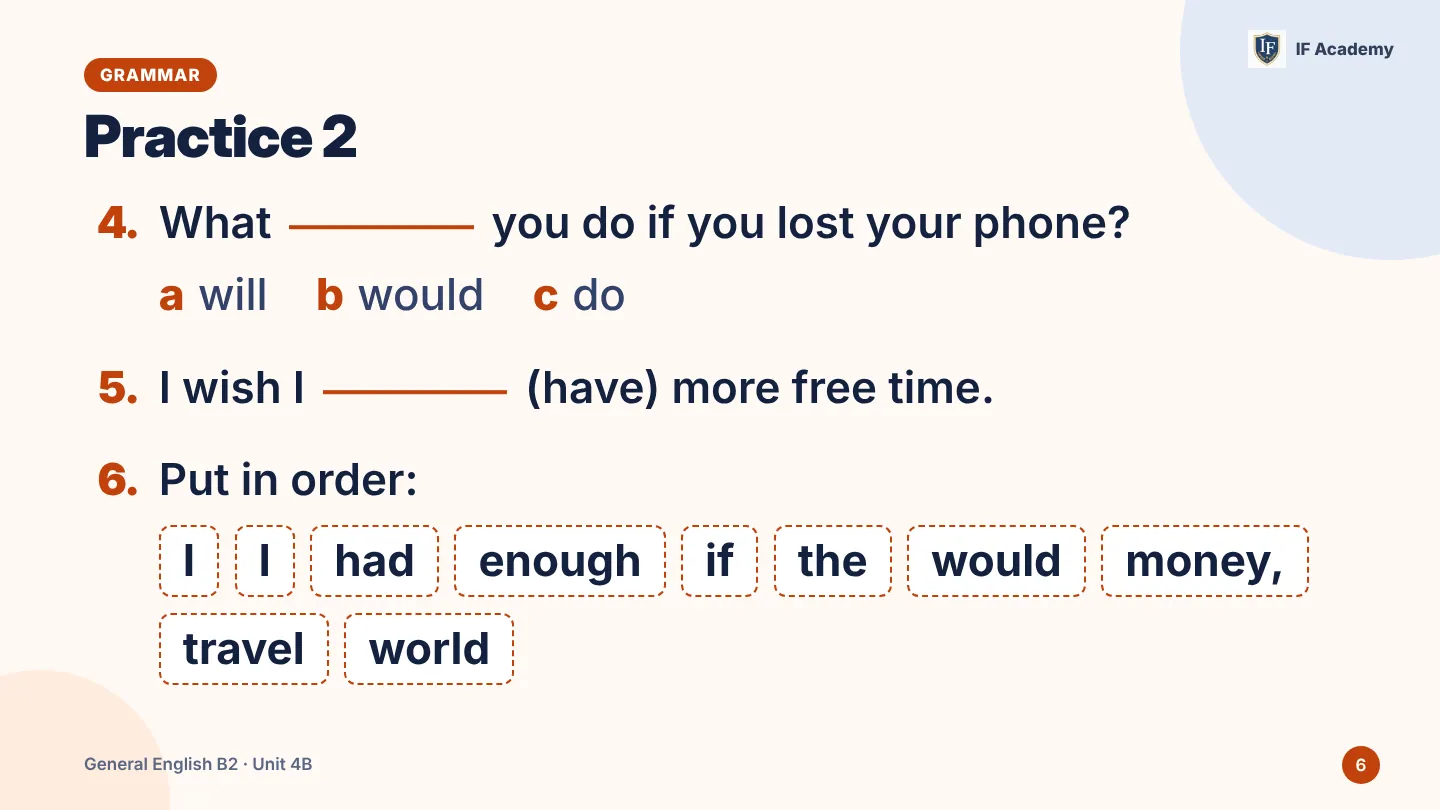 IF
IF Academy
GRAMMAR
Practice 2
4. What ________ you do if you lost your phone?
a will b would c do
5. I wish I ________ (have) more free time.
6. Put in order:
I I had enough if the would money,
travel world
General English B2 · Unit 4B
6